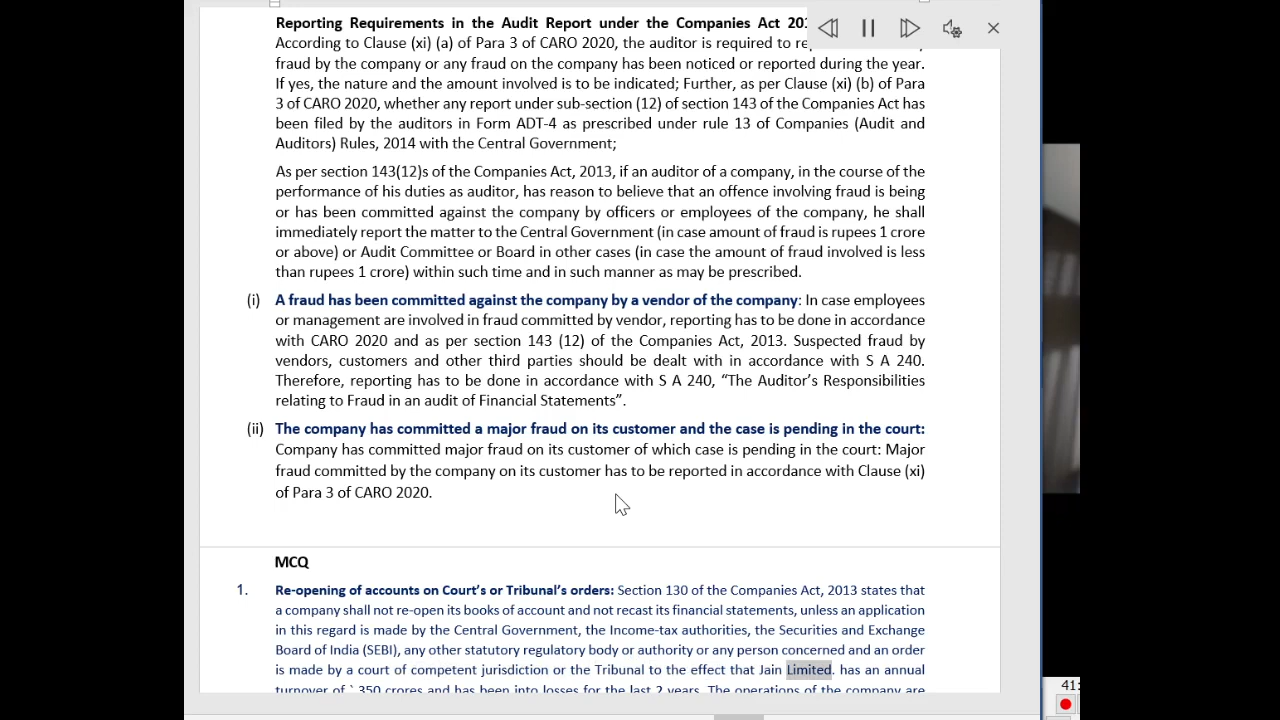 Reporting Requirements in the Audit Report under the Companies Act
According to Clause (xi) (a) of Para 3 of CARO 2020, the auditor is required to
fraud by the company or any fraud on the company has been noticed or reported during the year.
If yes, the nature and the amount involved is to be indicated; Further, as per Clause (xi) (b) of Para
3 of CARO 2020, whether any report under sub-section (12) of section 143 of the Companies Act has
been filed by the auditors in Form ADT-4 as prescribed under rule 13 of Companies (Audit and
Auditors) Rules, 2014 with the Central Government;
As per section 143(12)s of the Companies Act, 2013, if an auditor of a company, in the course of the
performance of his duties as auditor, has reason to believe that an offence involving fraud is being
or has been committed against the company by officers or employees of the company, he shall
immediately report the matter to the Central Government (in case amount of fraud is rupees 1 crore
or above) or Audit Committee or Board in other cases (in case the amount of fraud involved is less
than rupees 1 crore) within such time and in such manner as may be prescribed.
(i) A fraud has been committed against the company by a vendor of the company: In case employees
or management are involved in fraud committed by vendor, reporting has to be done in accordance
with CARO 2020 and as per section 143 (12) of the Companies Act, 2013. Suspected fraud by
vendors, customers and other third parties should be dealt with in accordance with S A 240.
Therefore, reporting has to be done in accordance with S A 240, “The Auditor’s Responsibilities
relating to Fraud in an audit of Financial Statements”.
(ii) The company has committed a major fraud on its customer and the case is pending in the court:
Company has committed major fraud on its customer of which case is pending in the court: Major
fraud committed by the company on its customer has to be reported in accordance with Clause (xi)
of Para 3 of CARO 2020.
MCQ
1. Re-opening of accounts on Court’s or Tribunal’s orders: Section 130 of the Companies Act, 2013 states that
a company shall not re-open its books of account and not recast its financial statements, unless an application
in this regard is made by the Central Government, the Income-tax authorities, the Securities and Exchange
Board of India (SEBI), any other statutory regulatory body or authority or any person concerned and an order
is made by a court of competent jurisdiction or the Tribunal to the effect that Jain Limited. has an annual
turnover of ` 350 crores and has been into losses for the last 2 years. The operations of the company are
41: